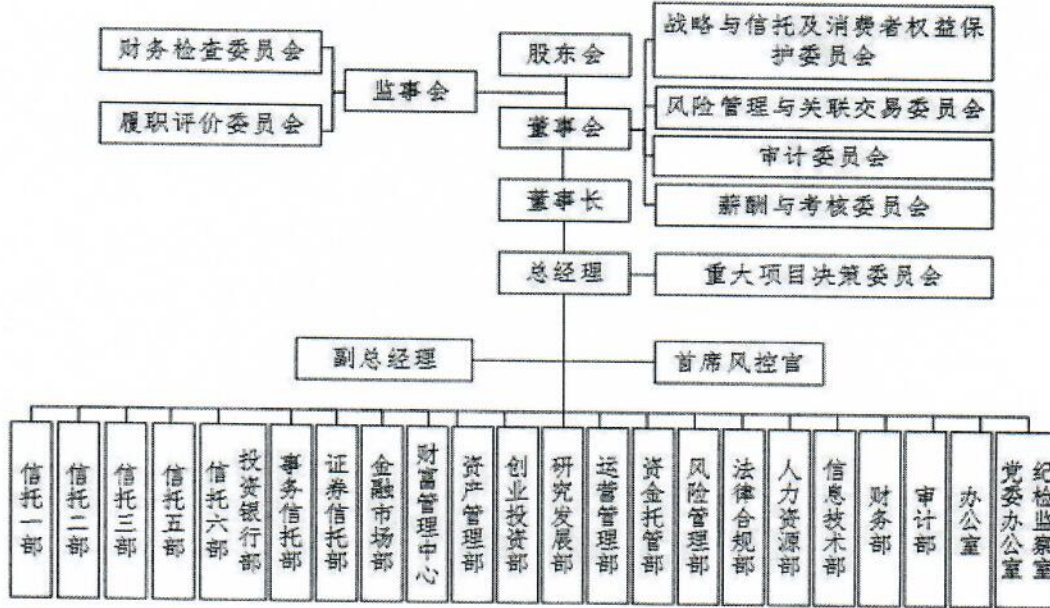 财务检查委员会
履职评价委员会
监事会
股东会
董事会
董事长
总经理
战略与信托及消费者权益保
护委员会
风险管理与关联交易委员会
审计委员会
薪酬与考核委员会
重大项目决策委员会
副总经理
首席风控官
信托一部
信托二部
信托三部
信托五部
信托六部
投资银行部
事务信托部
证券信托部
金融市场部
财富管理中心
资产管理部
创业投资部
研究发展部
运营管理部
资金托管部
风险管理部
法律合规部
人力资源部
信息技术部
财务部
审计部
办公室
党委办公室
纪检监察室